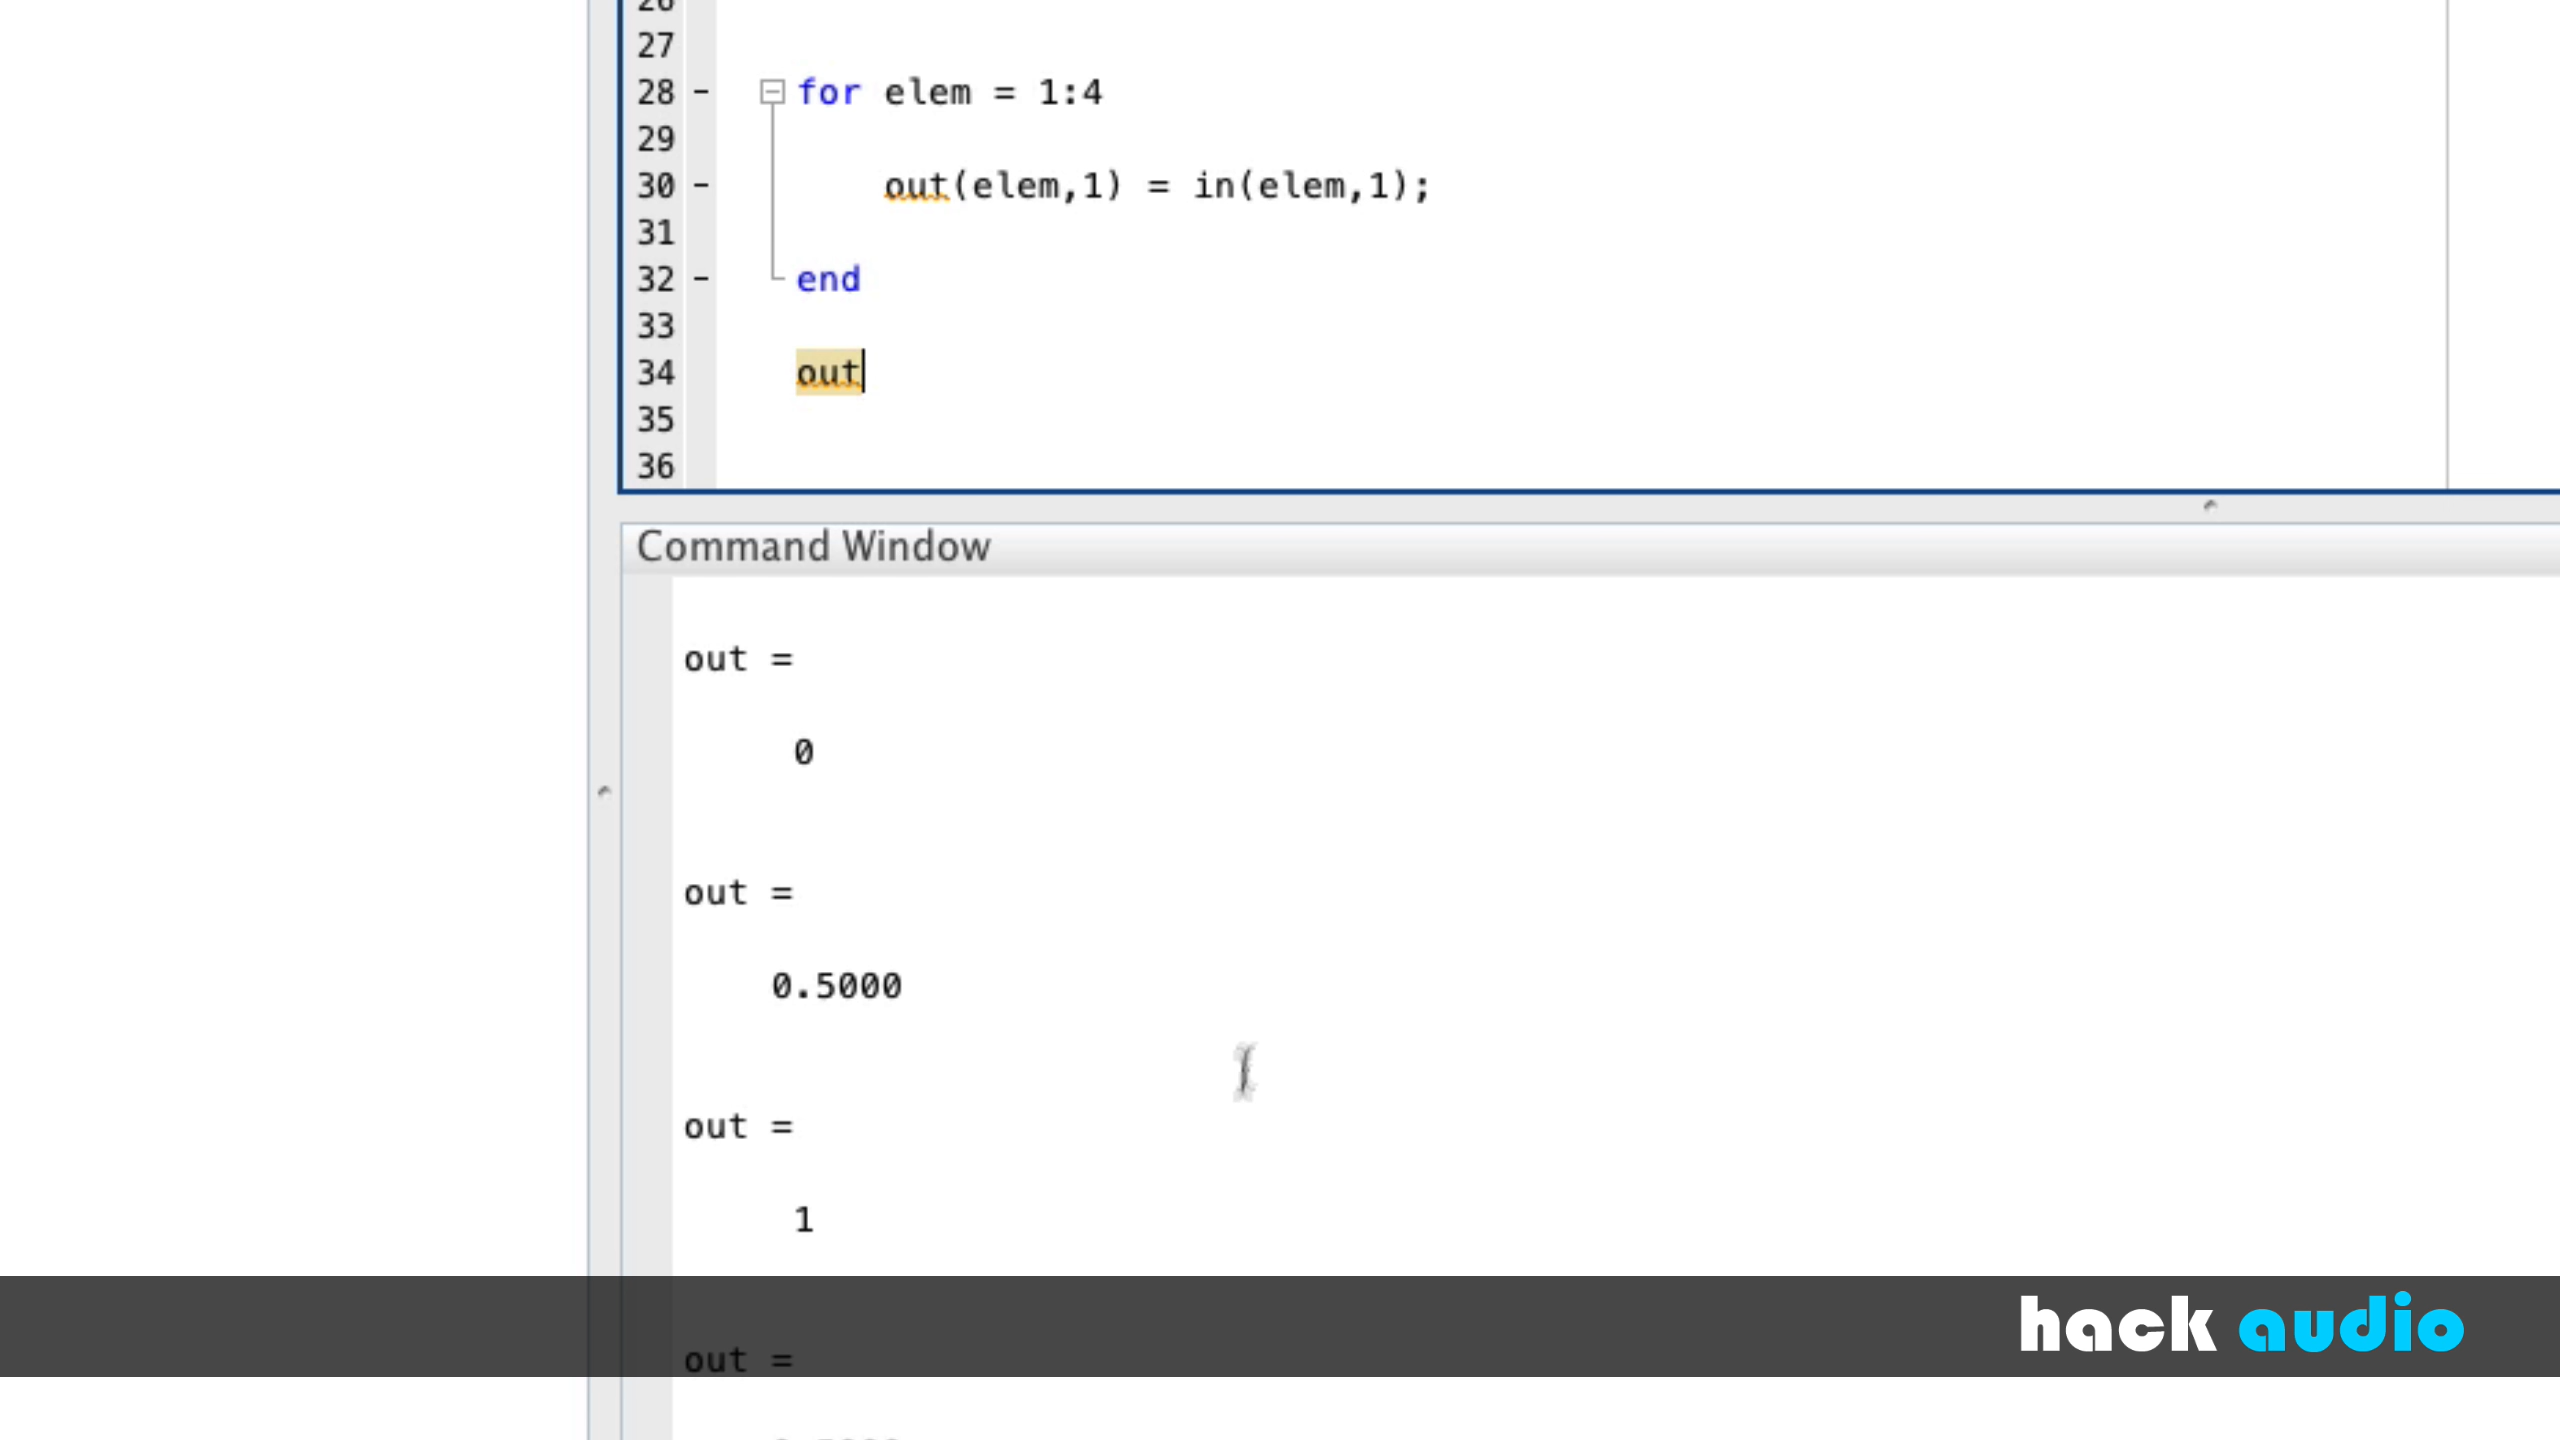 26
27
28 - for elem = 1:4
29
30 - out(elem,1) = in(elem,1);
31
32 - end
33
34 out
35
36
Command Window
out =
0
out =
0.5000
out =
1
hack audio
out =